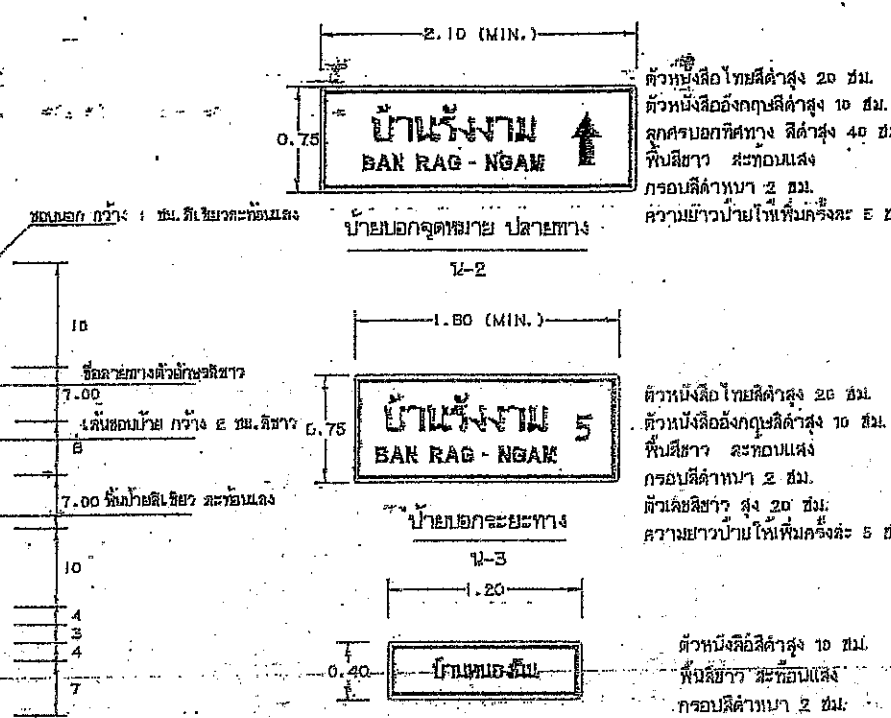 2.10 (MIN.)
ตัวหนังสือไทยสีดำสูง 20 ซม.
ตัวหนังสืออังกฤษสีดำสูง 10 ซม.
ลูกศรบอกทิศทาง สีดำสูง 40
พื้นสีขาว สะท้อนแสง
กรอบสีดำหนา 2 ซม.
ความยาวป้ายให้เพิ่มครั้งละ
0.75
บ้านรังงาม
BAN RAG - NGAM
ป้ายบอกจุดหมาย ปลายทาง
น-2
ขอบนอก กว้าง 1 ซม. สีเขียวสะท้อนแสง
10
ชื่อสายทางตัวอักษรสีขาว
7.00
เส้นขอบป้าย กว้าง 2 ซม. สีขาว
8
7.00 พื้นป้ายสีเขียว สะท้อนแสง
10
4
3
4
7
1.80 (MIN.)
0.75
บ้านรังงาม 5
BAN RAG - NGAM
ตัวหนังสือไทยสีดำสูง 20 ซม.
ตัวหนังสืออังกฤษสีดำสูง 10 ซม.
พื้นสีขาว สะท้อนแสง
กรอบสีดำหนา 2 ซม.
ตัวเลขสีขาว สูง 20 ซม.
ความยาวป้ายให้เพิ่มครั้งละ 5
ป้ายบอกระยะทาง
น-3
1.20
0.40
ตัวหนังสือสีดำสูง 10 ซม.
พื้นสีขาว สะท้อนแสง
กรอบสีดำหนา 2 ซม.